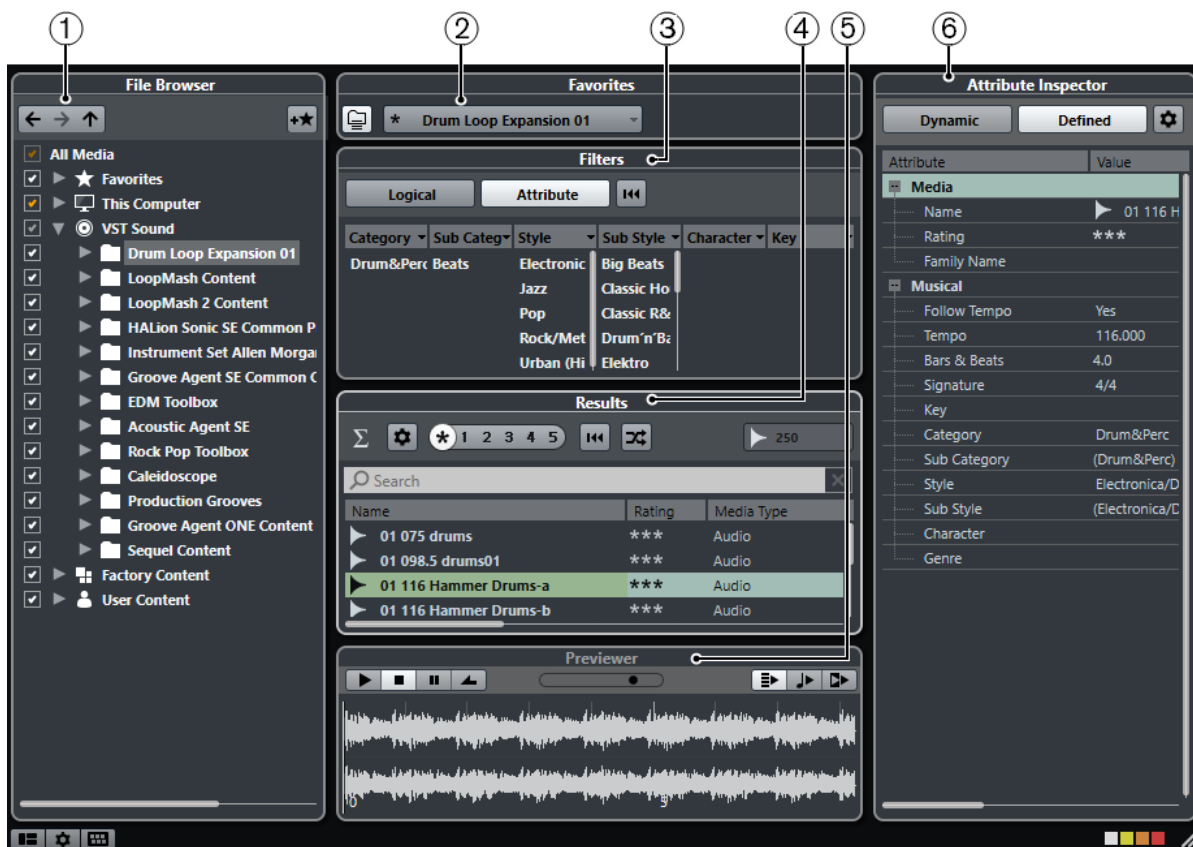 1 2 3 4 5 6
File Browser
All Media
Favorites
This Computer
VST Sound
Drum Loop Expansion 01
LoopMash Content
LoopMash 2 Content
HALion Sonic SE Common P
Instrument Set Allen Morgai
Groove Agent SE Common C
EDM Toolbox
Acoustic Agent SE
Rock Pop Toolbox
Caleidoscope
Production Grooves
Groove Agent ONE Content
Sequel Content
Factory Content
User Content
Favorites
* Drum Loop Expansion 01
Filters
Logical Attribute
Category Sub Categ Style Sub Style Character Key
Drum&Perc Beats Electronic Big Beats
Jazz Classic Ho
Pop Classic R&
Rock/Met Drum´n´Ba
Urban (Hi Elektro
Results
Σ * 1 2 3 4 5 250
Search
Name Rating Media Type
01 075 drums *** Audio
01 098.5 drums01 *** Audio
01 116 Hammer Drums-a *** Audio
01 116 Hammer Drums-b *** Audio
Previewer
0 5
Attribute Inspector
Dynamic Defined
Attribute Value
Media
Name 01 116 H
Rating ***
Family Name
Musical
Follow Tempo Yes
Tempo 116.000
Bars & Beats 4.0
Signature 4/4
Key
Category Drum&Perc
Sub Category (Drum&Perc)
Style Electronica/D
Sub Style (Electronica/D
Character
Genre